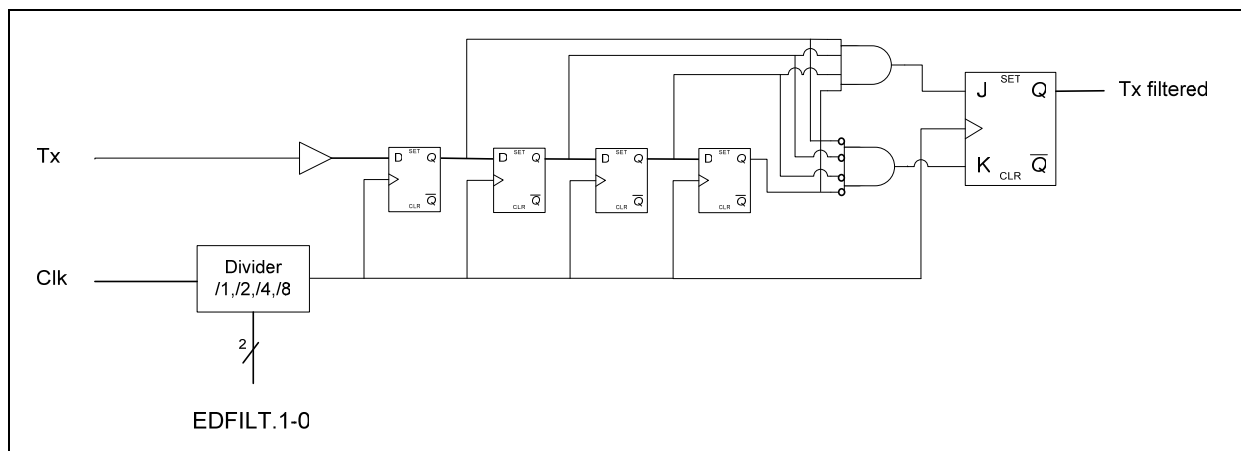 Tx
Clk
Divider
/1,/2,/4,/8
2
EDFILT.1-0
D SET Q
CLR Q
D SET Q
CLR Q
D SET Q
CLR Q
D SET Q
CLR Q
J SET Q
K CLR Q
Tx filtered